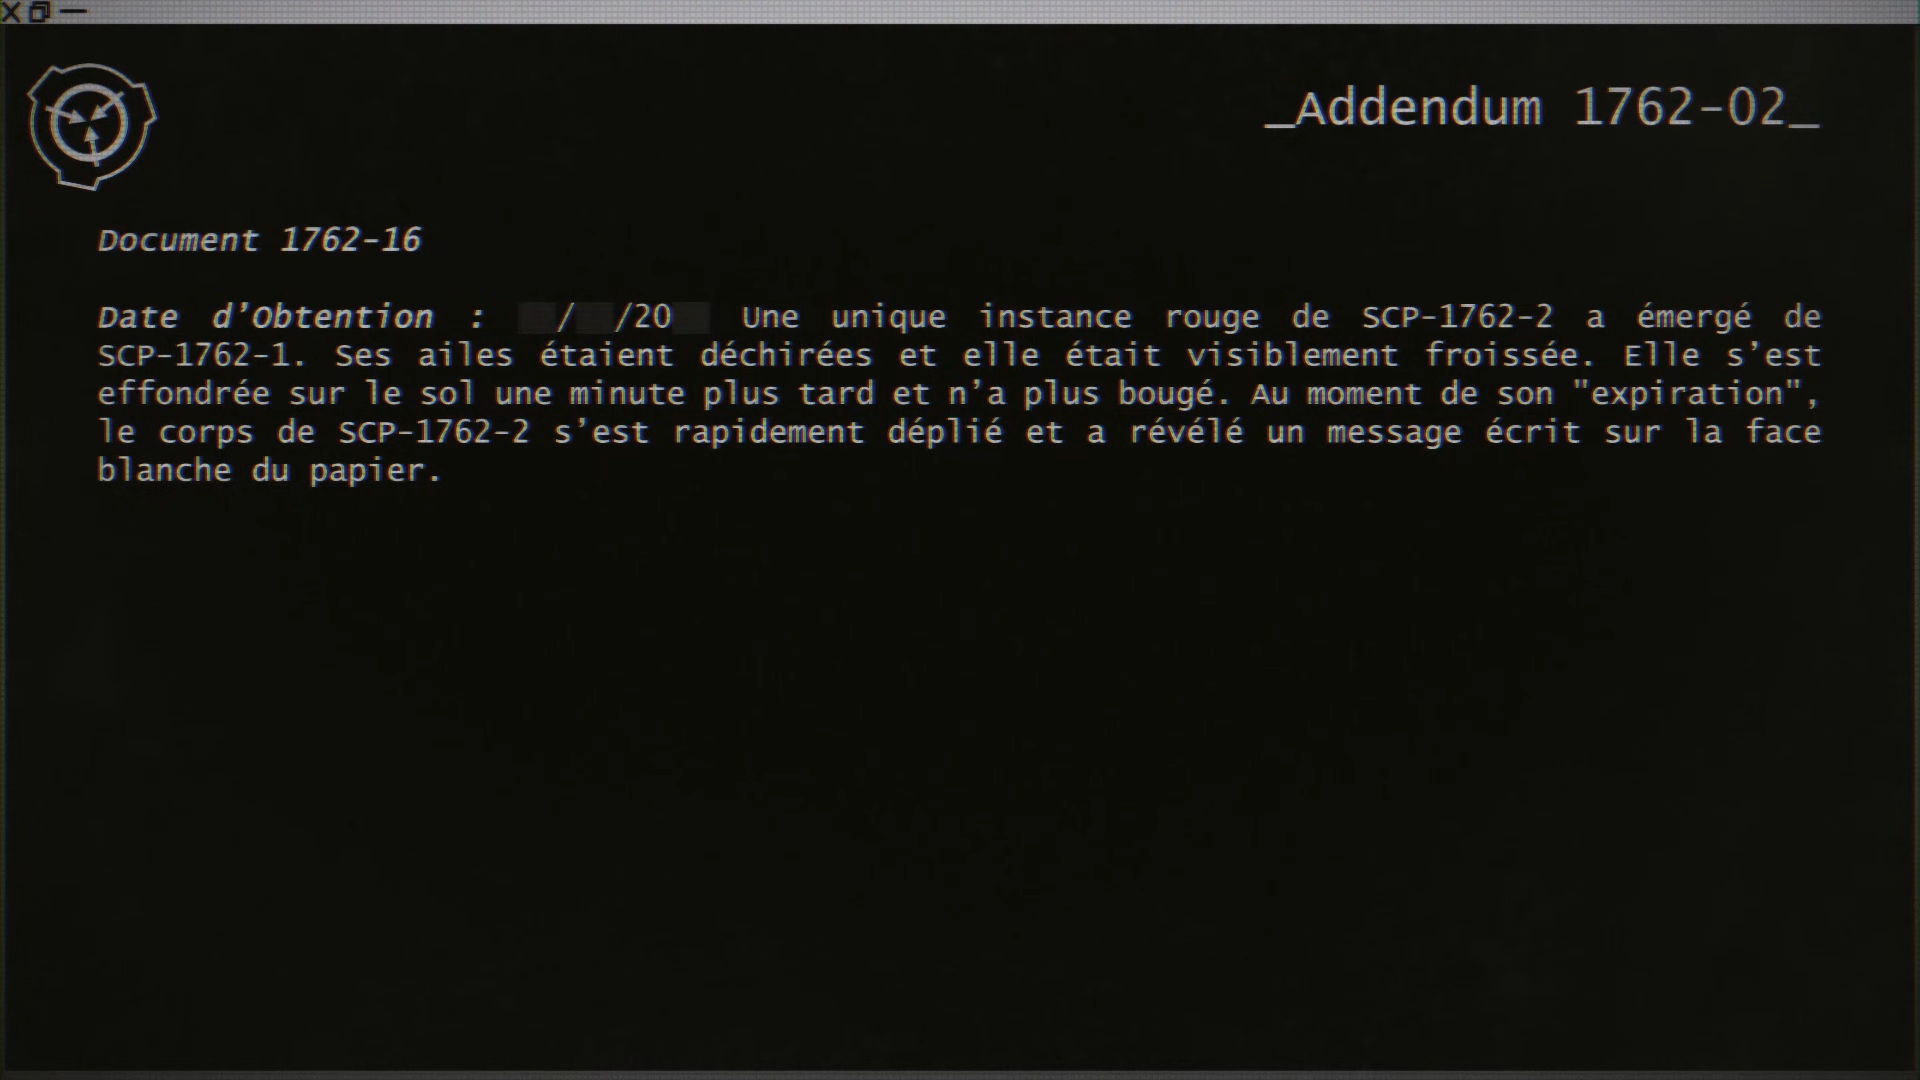 _Addendum 1762-02_
Document 1762-16
Date d’Obtention : / /20 Une unique instance rouge de SCP-1762-2 a émergé de
SCP-1762-1. Ses ailes étaient déchirées et elle était visiblement froissée. Elle s’est
effondrée sur le sol une minute plus tard et n’a plus bougé. Au moment de son "expiration",
le corps de SCP-1762-2 s’est rapidement déplié et a révélé un message écrit sur la face
blanche du papier.